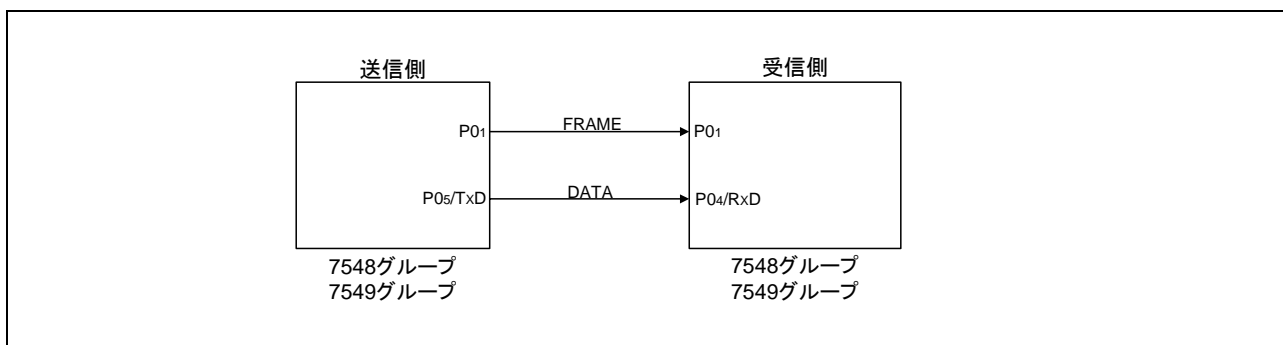 送信側
受信側
P01
FRAME
P01
P05/TXD
DATA
P04/RXD
7548グループ
7549グループ
7548グループ
7549グループ